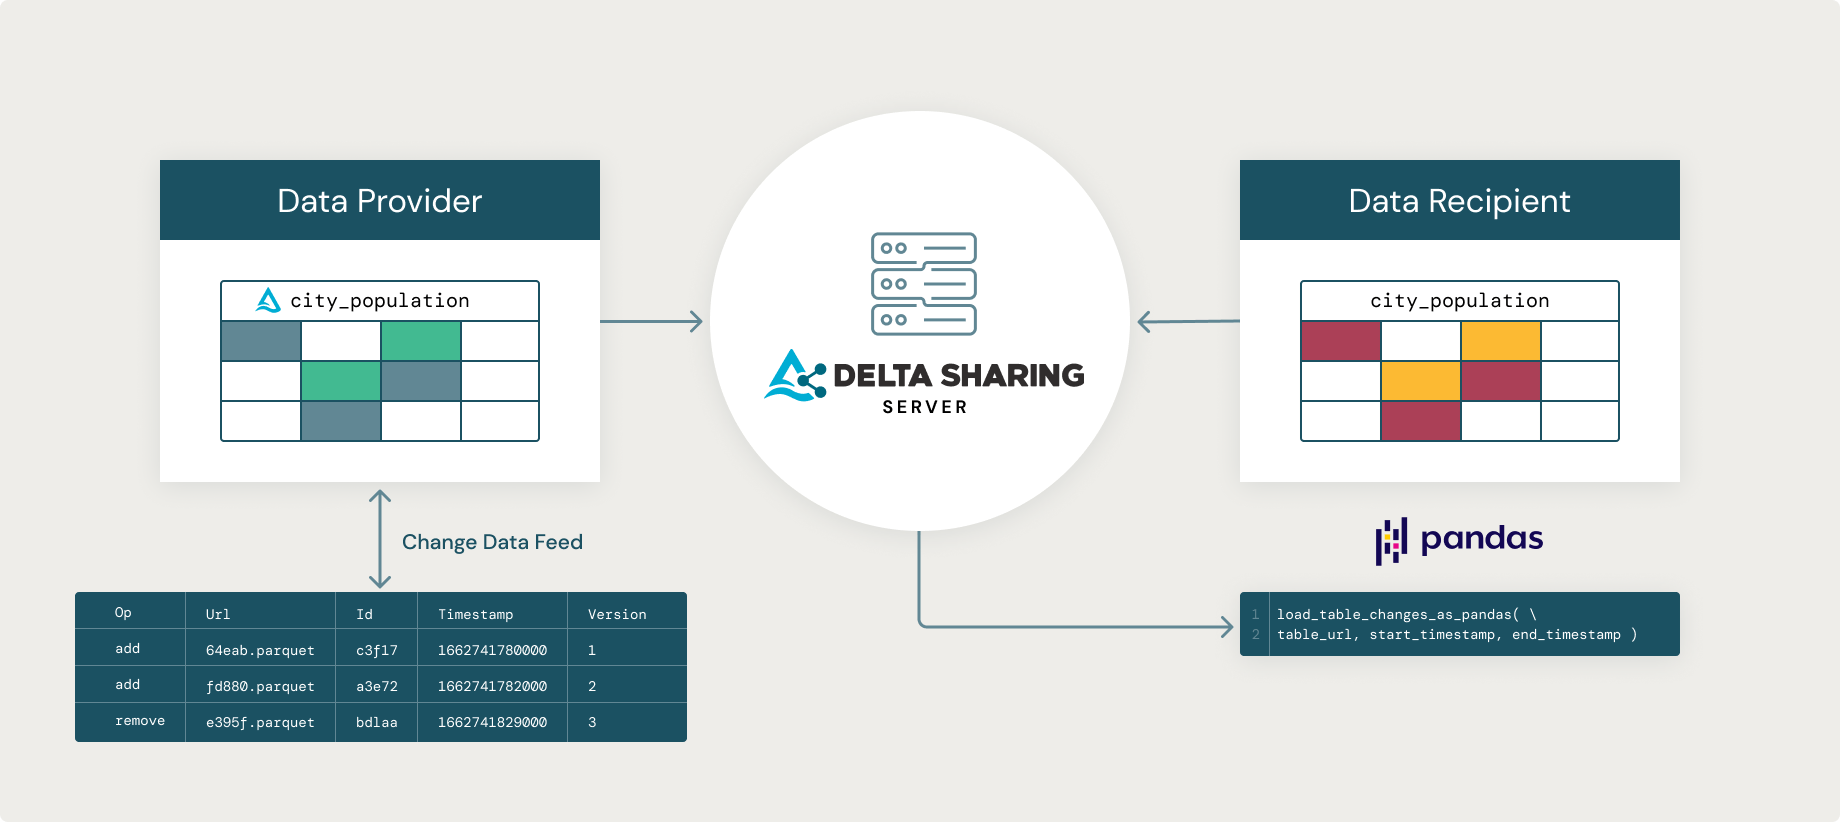 Data Provider
city_population
DELTA SHARING
SERVER
Data Recipient
city_population
Change Data Feed
Op Url Id Timestamp Version
add 64eab.parquet c3f17 1662741780000 1
add fd880.parquet a3e72 1662741782000 2
remove e395f.parquet bdlaa 1662741829000 3
pandas
1 load_table_changes_as_pandas( \
2 table_url, start_timestamp, end_timestamp )